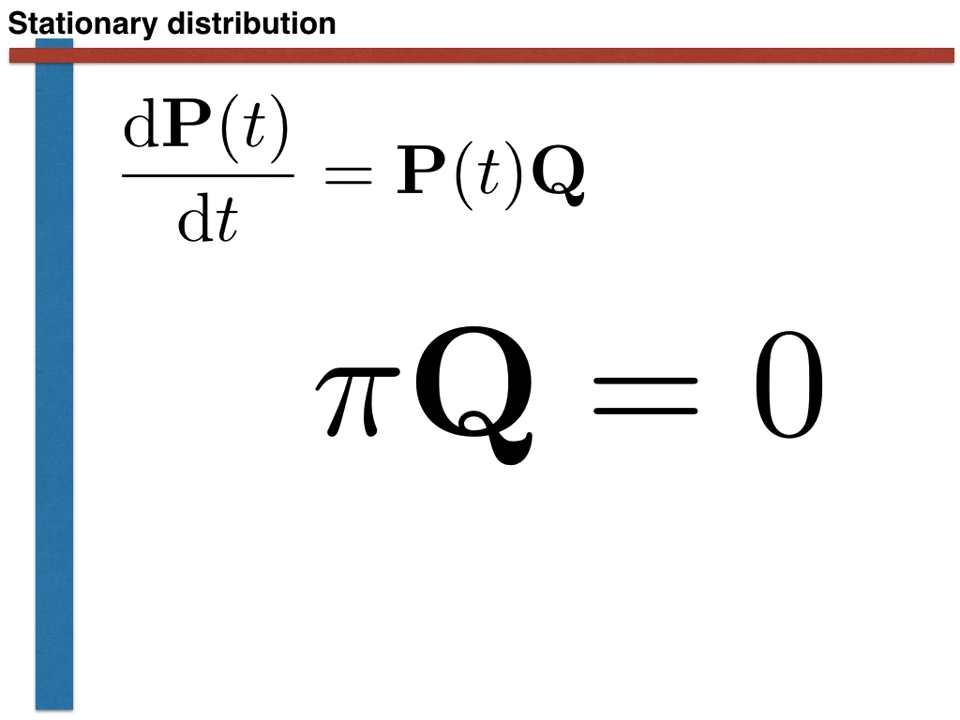 Stationary distribution
dP(t)/dt = P(t)Q
πQ = 0